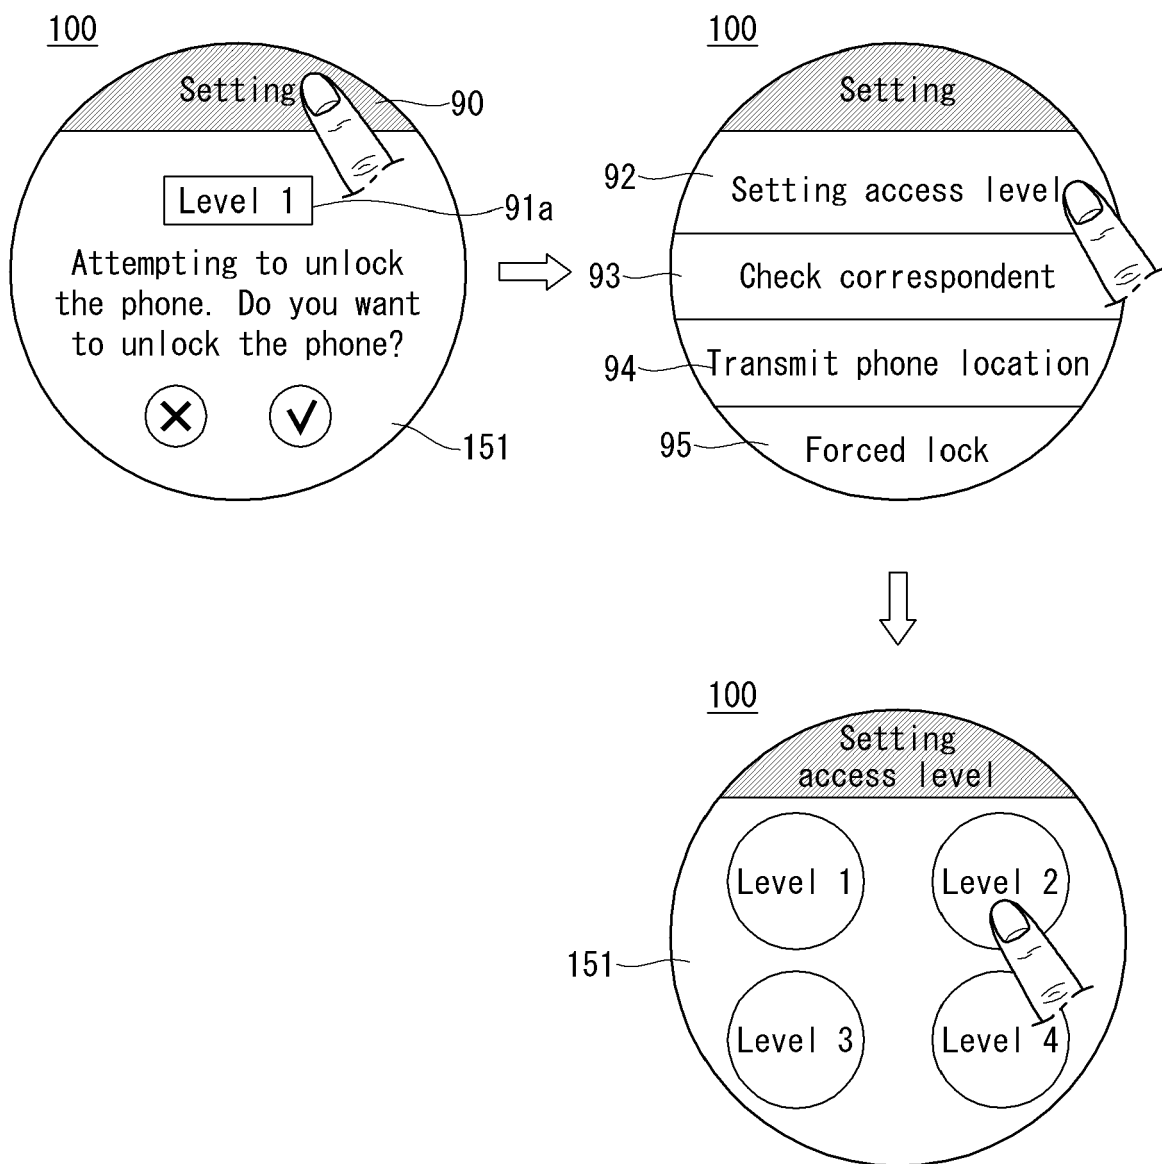 100
Setting
90
Level 1
91a
Attempting to unlock
the phone. Do you want
to unlock the phone?
151
100
Setting
92
Setting access level
93
Check correspondent
94
Transmit phone location
95
Forced lock
100
Setting
access level
Level 1
Level 2
151
Level 3
Level 4